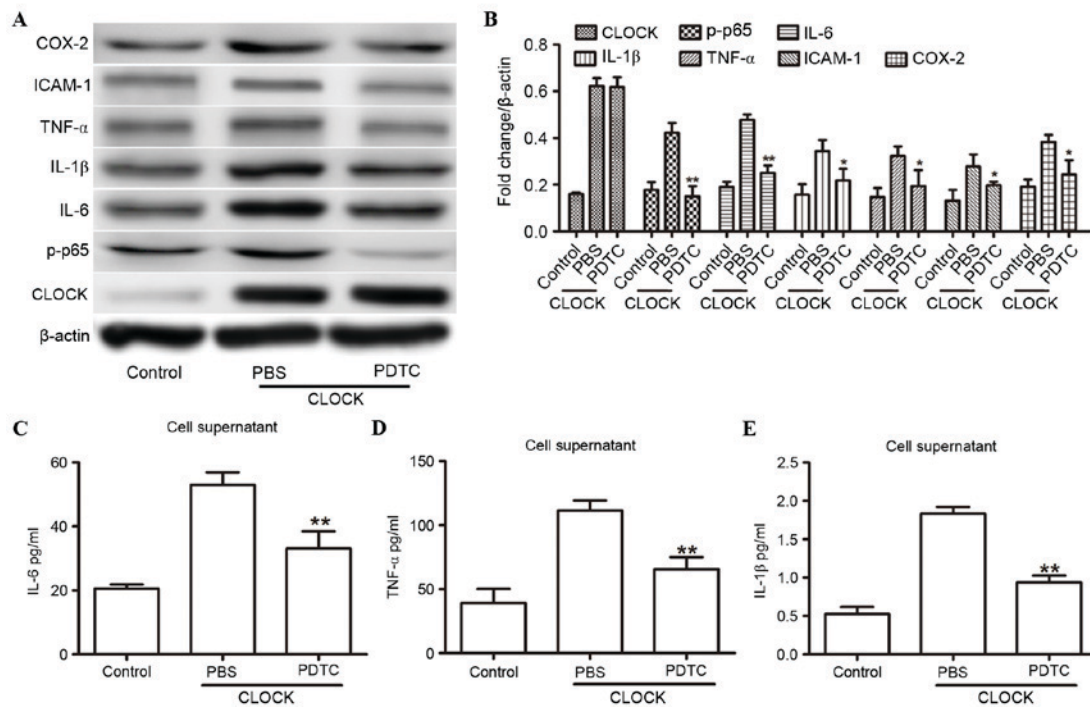 A
COX-2
ICAM-1
TNF-α
IL-1β
IL-6
p-p65
CLOCK
β-actin
Control PBS PDTC
CLOCK
B
CLOCK p-p65 IL-6
IL-1β TNF-α ICAM-1 COX-2
Fold change/β-actin
0.8
0.6
0.4
0.2
0.0
** ** * * * *
Control PBS PDTC Control PBS PDTC Control PBS PDTC Control PBS PDTC Control PBS PDTC Control PBS PDTC Control PBS PDTC
CLOCK CLOCK CLOCK CLOCK CLOCK CLOCK CLOCK
C
Cell supernatant
IL-6 pg/ml
60
40
20
0
**
Control PBS PDTC
CLOCK
D
Cell supernatant
TNF-α pg/ml
150
100
50
0
**
Control PBS PDTC
CLOCK
E
Cell supernatant
IL-1β pg/ml
2.5
2.0
1.5
1.0
0.5
0.0
**
Control PBS PDTC
CLOCK